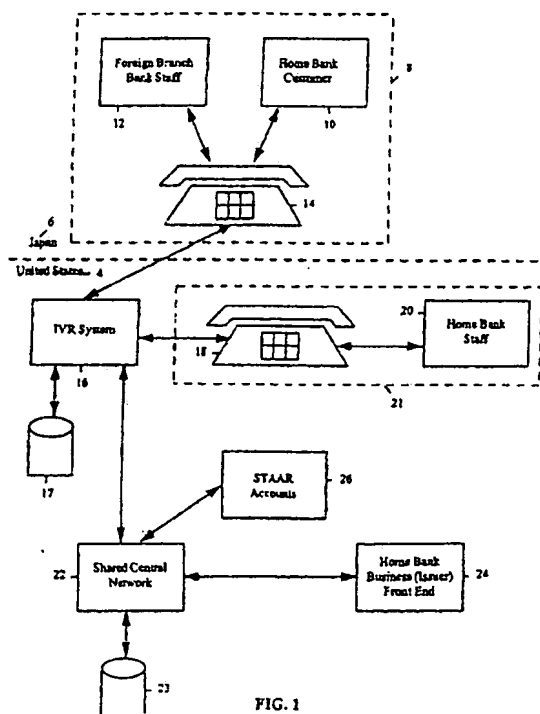 Foreign Branch
Bank Staff
Home Bank
Customer
8
12
10
14
6
Japan
United States
4
IVR System
16
17
18
20
Home Bank
Staff
21
STAAR
Accounts
26
22
Shared Central
Network
Home Bank
Business (Issuer)
Front End
24
23
FIG. 1